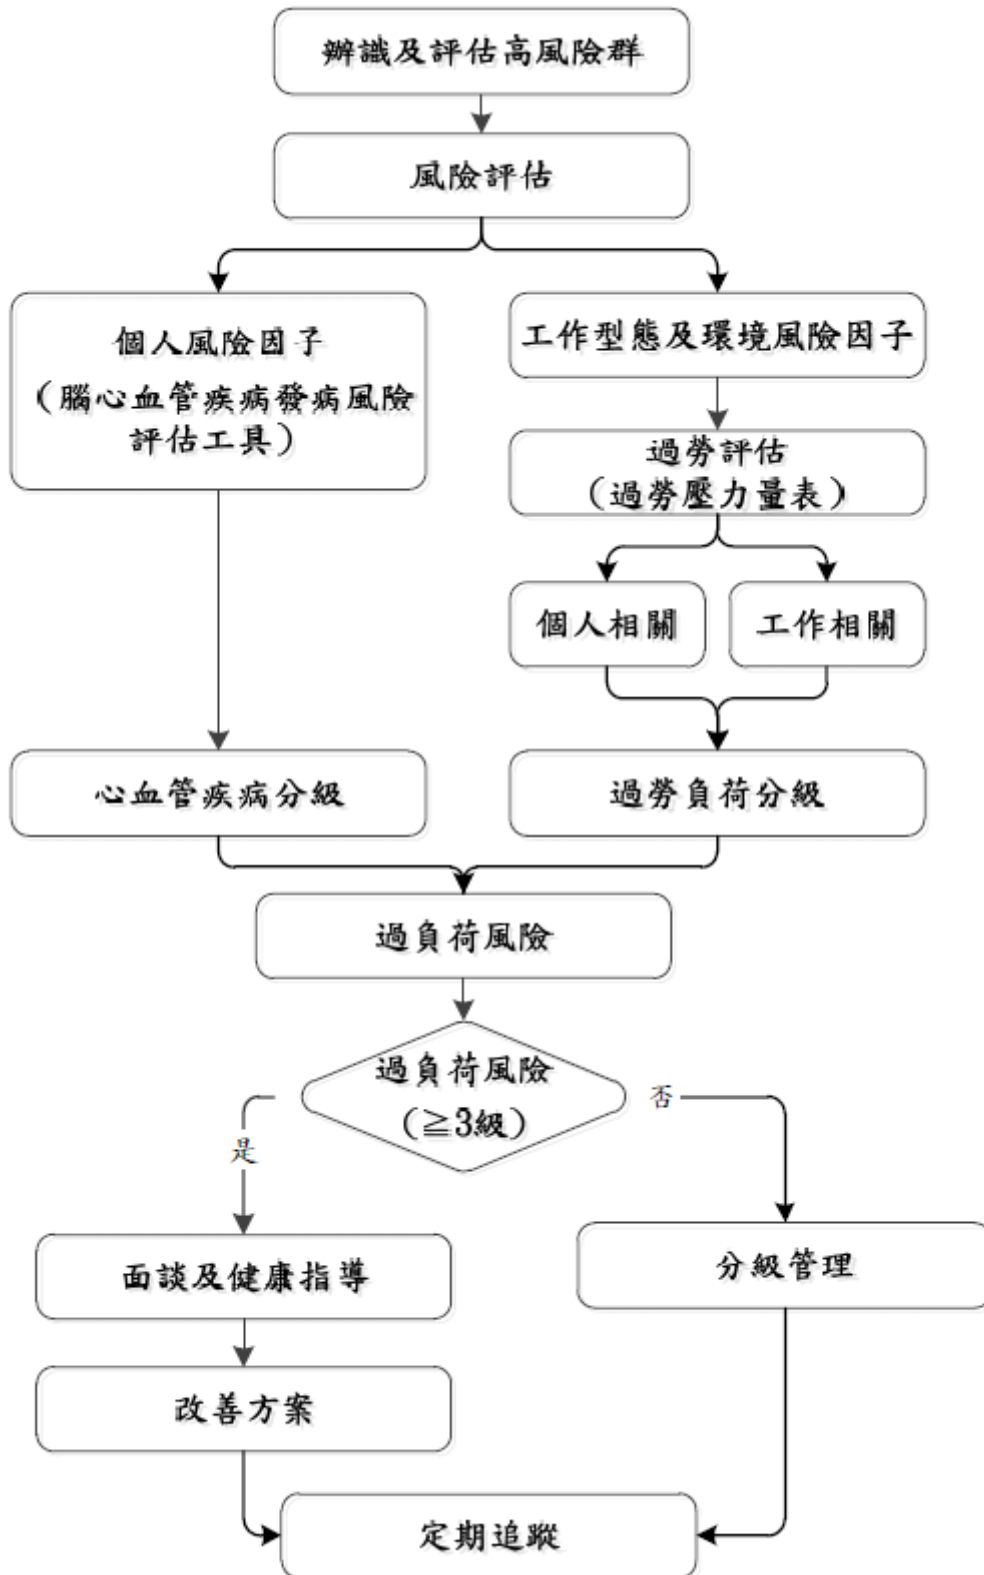 辨識及評估高風險群
風險評估
個人風險因子
（腦心血管疾病發病風險
評估工具）
工作型態及環境風險因子
過勞評估
（過勞壓力量表）
個人相關
工作相關
心血管疾病分級
過勞負荷分級
過負荷風險
過負荷風險
（≧3級）
是
否
面談及健康指導
分級管理
改善方案
定期追蹤